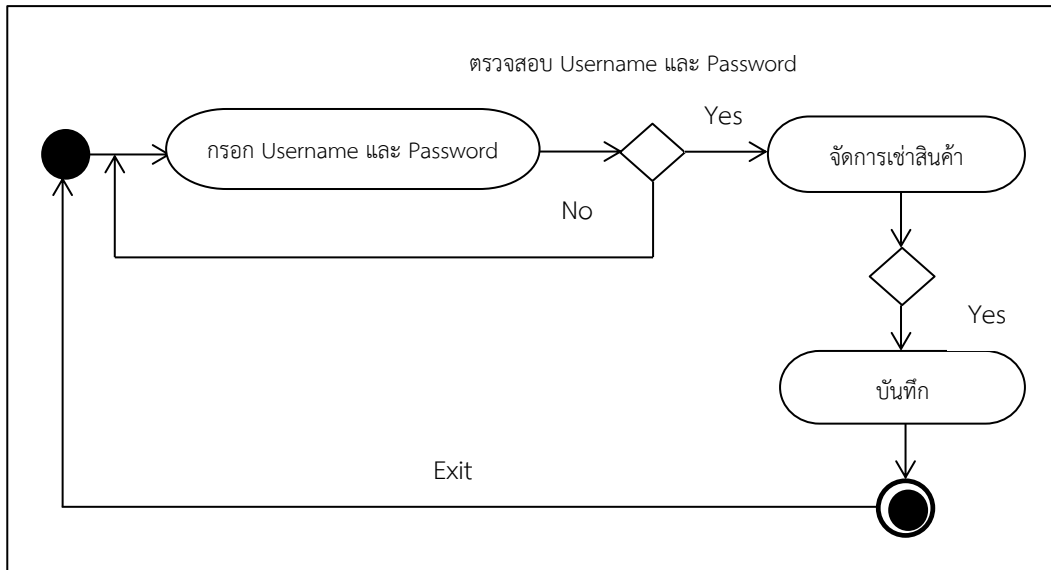 ตรวจสอบ Username และ Password
กรอก Username และ Password
Yes
จัดการเช่าสินค้า
No
Yes
บันทึก
Exit